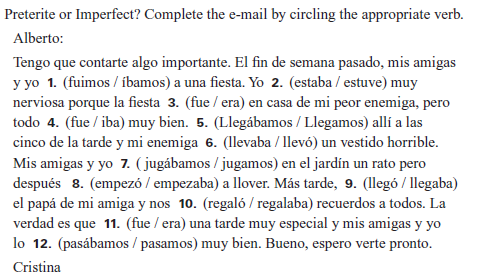 Preterite or Imperfect? Complete the e-mail by circling the appropriate verb.
Alberto:
Tengo que contarte algo importante. El fin de semana pasado, mis amigas
y yo 1. (fuimos / íbamos) a una fiesta. Yo 2. (estaba / estuve) muy
nerviosa porque la fiesta 3. (fue / era) en casa de mi peor enemiga, pero
todo 4. (fue / iba) muy bien. 5. (Llegábamos / Llegamos) allí a las
cinco de la tarde y mi enemiga 6. (llevaba / llevó) un vestido horrible.
Mis amigas y yo 7. ( jugábamos / jugamos) en el jardín un rato pero
después 8. (empezó / empezaba) a llover. Más tarde, 9. (llegó / llegaba)
el papá de mi amiga y nos 10. (regaló / regalaba) recuerdos a todos. La
verdad es que 11. (fue / era) una tarde muy especial y mis amigas y yo
lo 12. (pasábamos / pasamos) muy bien. Bueno, espero verte pronto.
Cristina